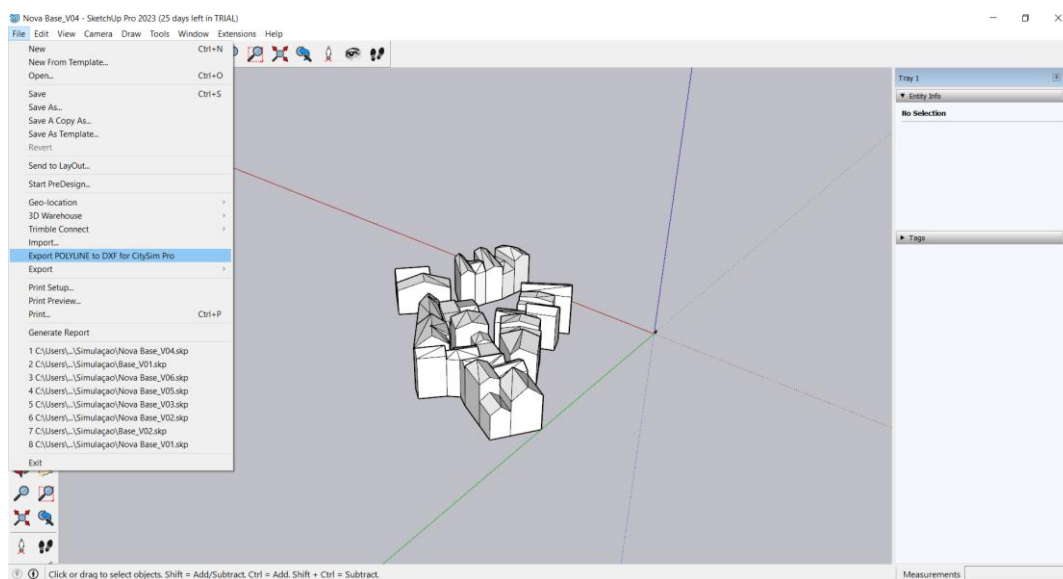 Nova Base_V04 - SketchUp Pro 2023 (25 days left in TRIAL)
File Edit View Camera Draw Tools Window Extensions Help
New Ctrl+N
New From Template...
Open... Ctrl+O
Save Ctrl+S
Save As...
Save A Copy As...
Save As Template...
Revert
Send to LayOut...
Start PreDesign...
Geo-location
3D Warehouse
Trimble Connect
Import...
Export POLYLINE to DXF for CitySim Pro
Export
Print Setup...
Print Preview...
Print... Ctrl+P
Generate Report
1 C:\Users\...\Simulaçao\Nova Base_V04.skp
2 C:\Users\...\Simulaçao\Base_V01.skp
3 C:\Users\...\Simulaçao\Nova Base_V06.skp
4 C:\Users\...\Simulaçao\Nova Base_V05.skp
5 C:\Users\...\Simulaçao\Nova Base_V03.skp
6 C:\Users\...\Simulaçao\Nova Base_V02.skp
7 C:\Users\...\Simulaçao\Base_V02.skp
8 C:\Users\...\Simulaçao\Nova Base_V01.skp
Exit
Tray 1
Entity Info
No Selection
Tags
Click or drag to select objects. Shift = Add/Subtract. Ctrl = Add. Shift + Ctrl = Subtract.
Measurements